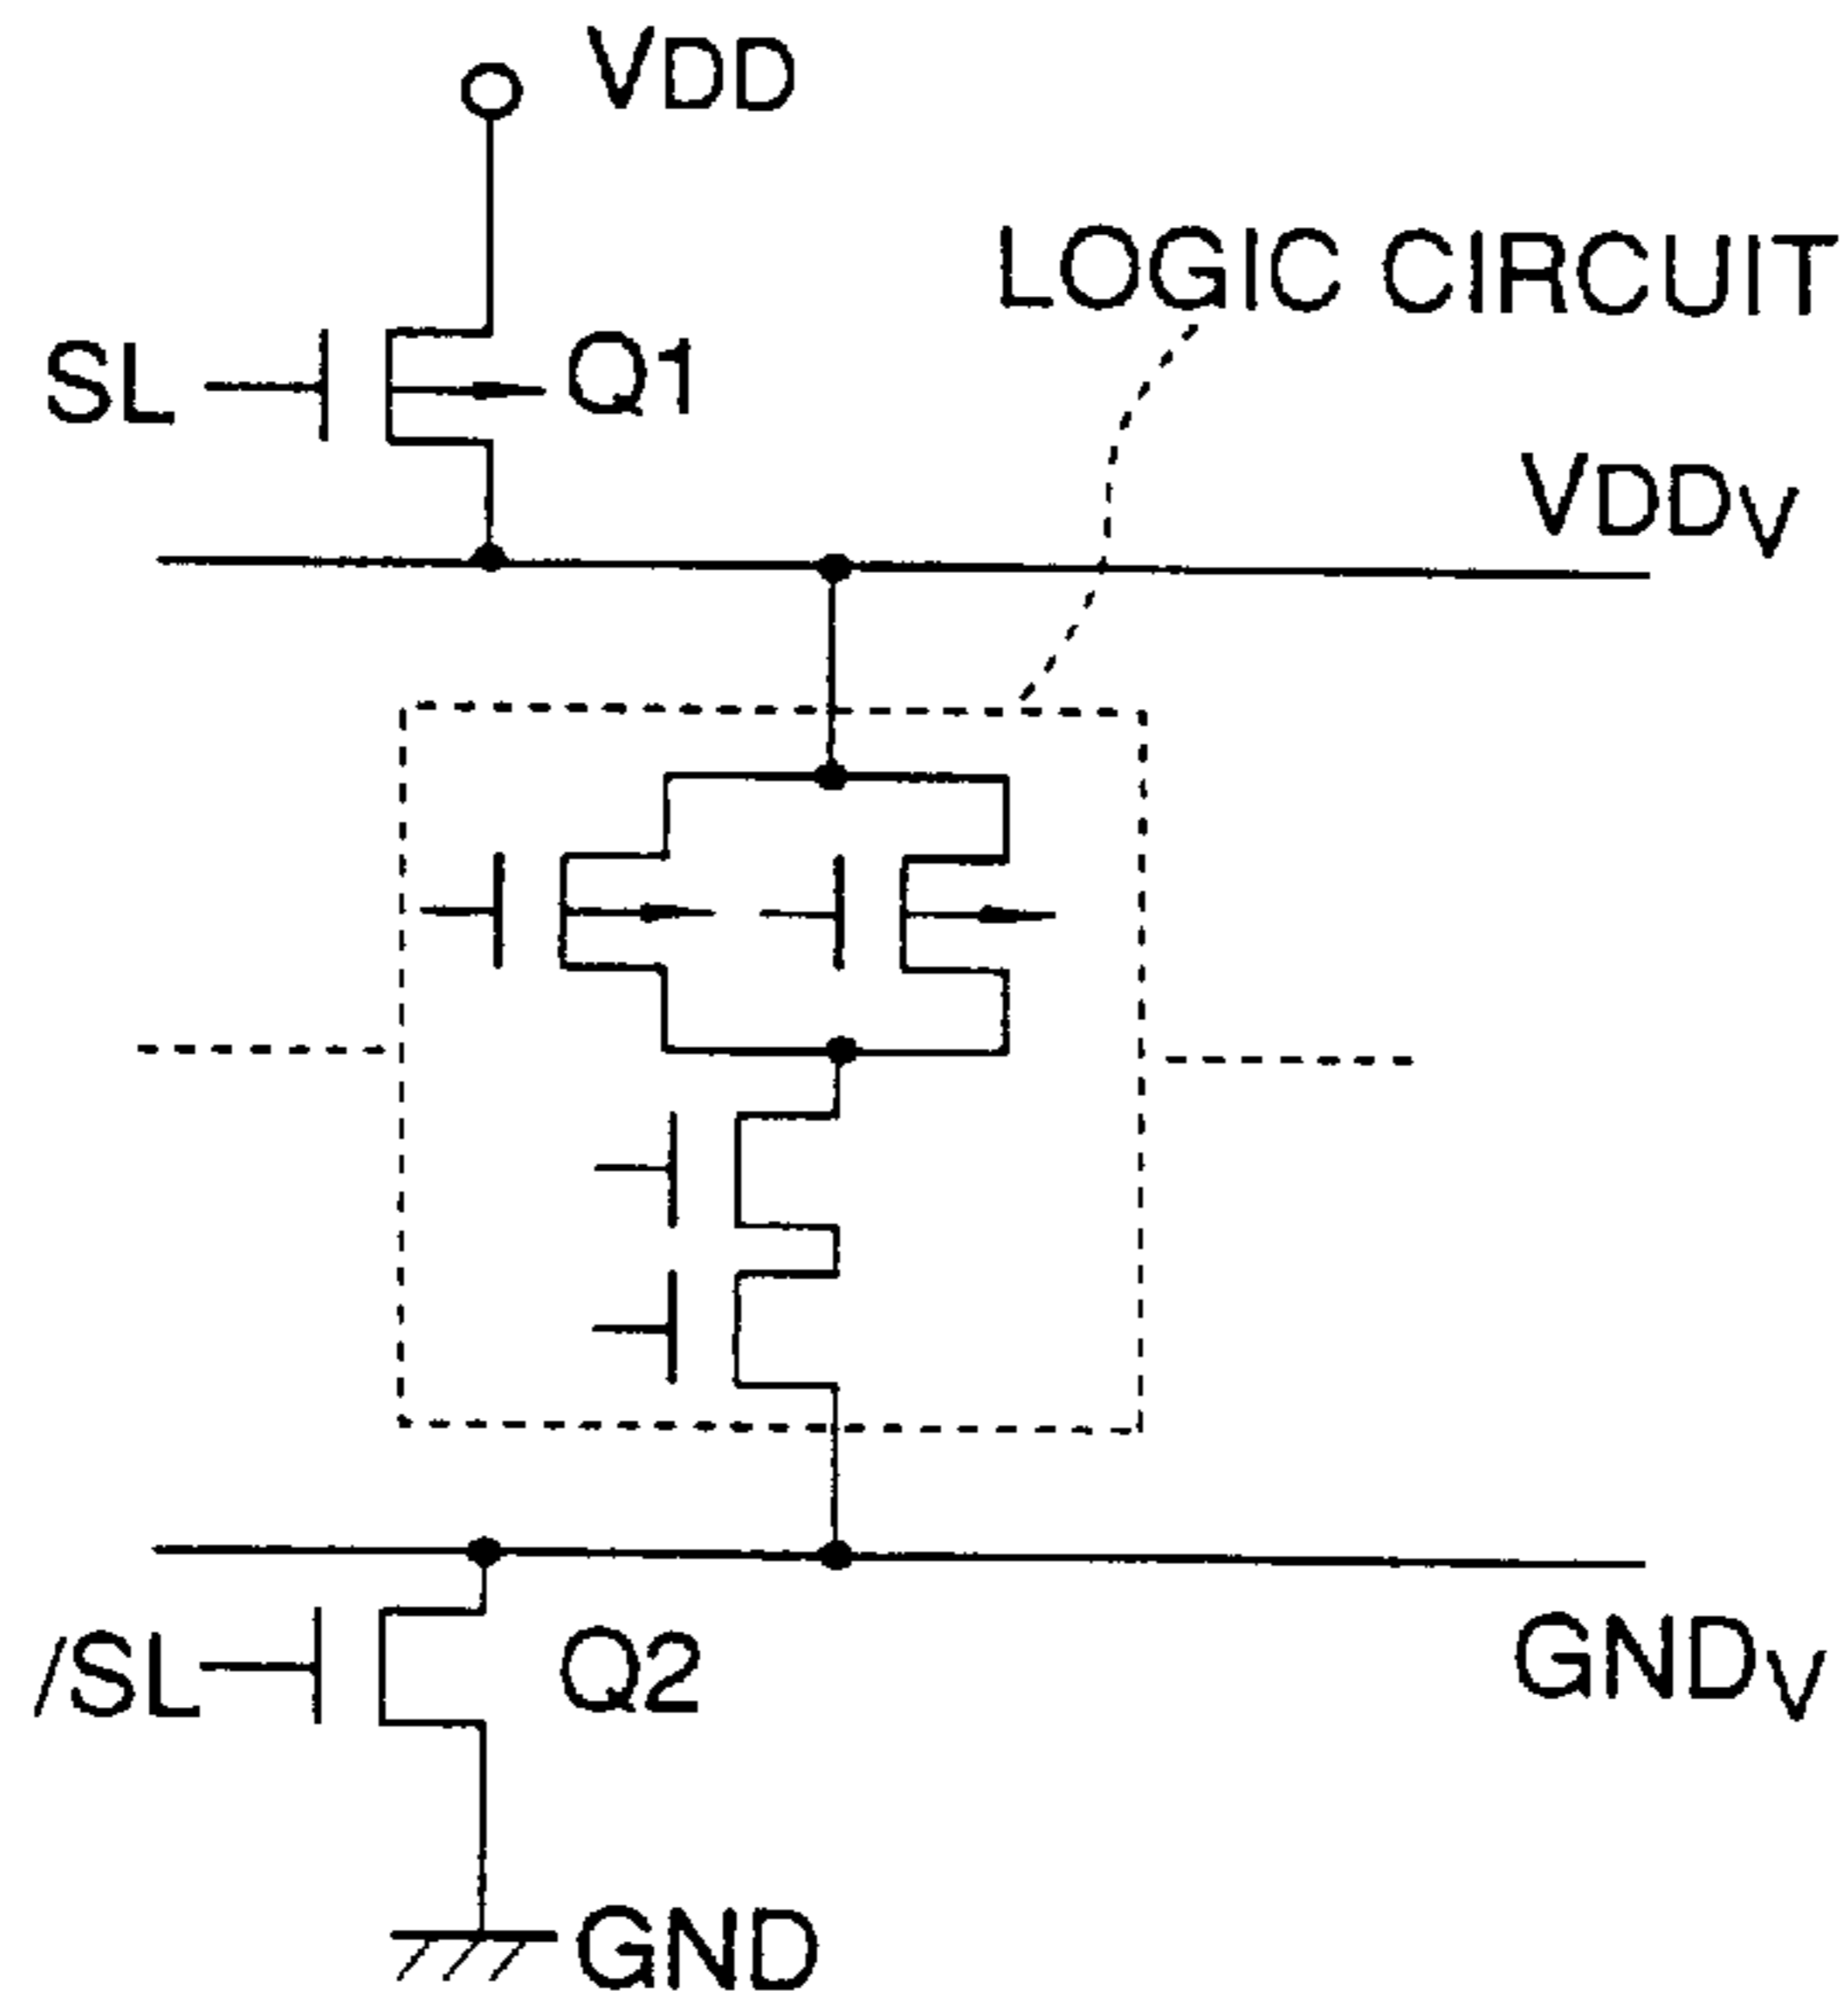 VDD
LOGIC CIRCUIT
SL
Q1
VDDV
/SL
Q2
GNDV
GND